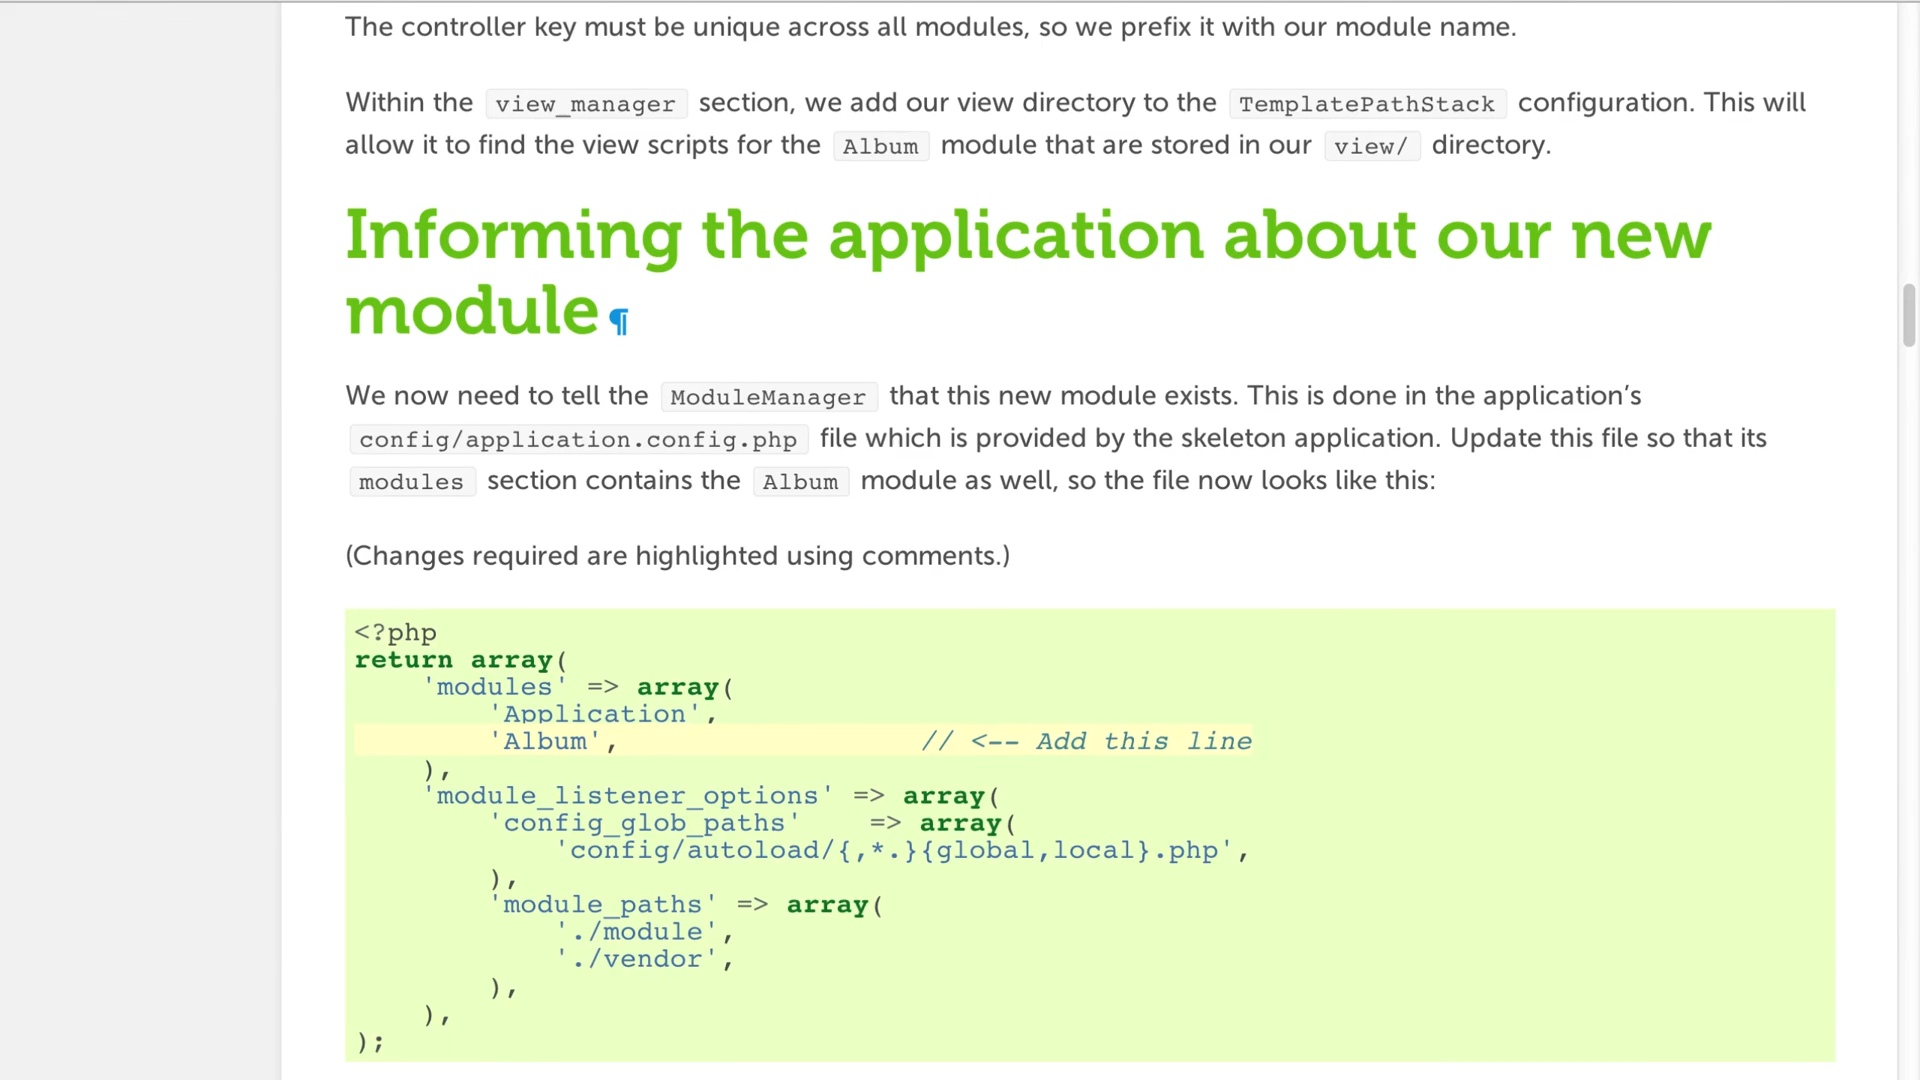 The controller key must be unique across all modules, so we prefix it with our module name.
Within the view_manager section, we add our view directory to the TemplatePathStack configuration. This will
allow it to find the view scripts for the Album module that are stored in our view/ directory.
Informing the application about our new
module¶
We now need to tell the ModuleManager that this new module exists. This is done in the application’s
config/application.config.php file which is provided by the skeleton application. Update this file so that its
modules section contains the Album module as well, so the file now looks like this:
(Changes required are highlighted using comments.)
<?php
return array(
    'modules' => array(
        'Application',
        'Album',                  // <-- Add this line
    ),
    'module_listener_options' => array(
        'config_glob_paths'    => array(
            'config/autoload/{,*.}{global,local}.php',
        ),
        'module_paths' => array(
            './module',
            './vendor',
        ),
    ),
);